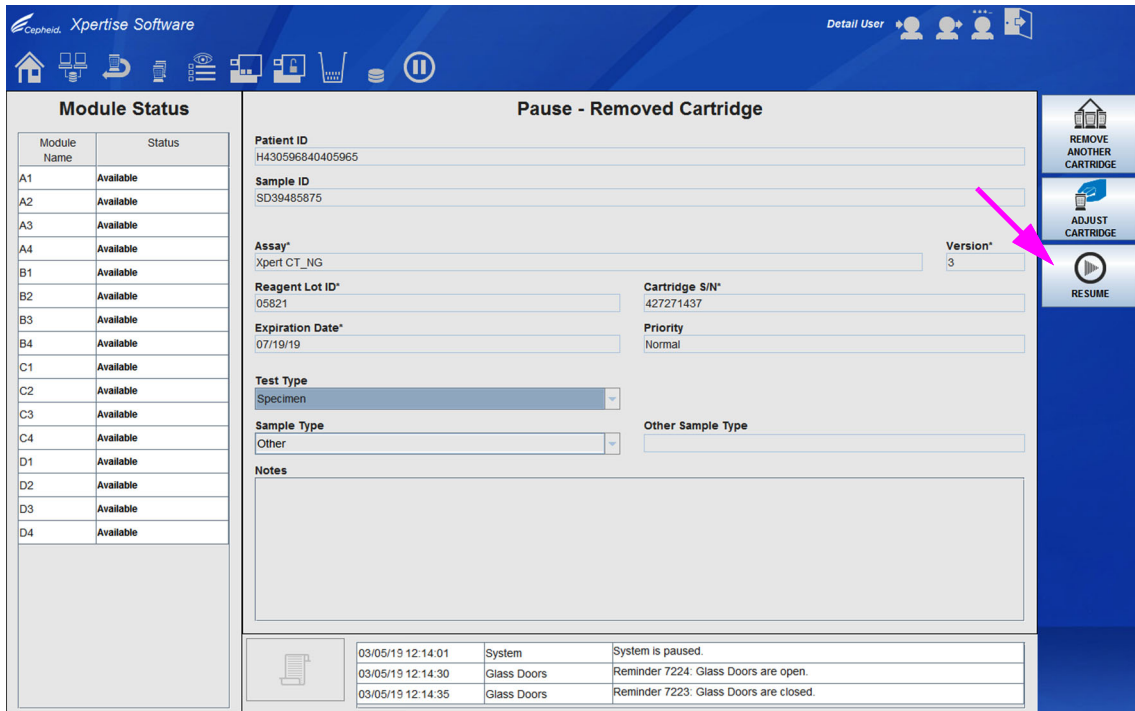 Cepheid. Xpertise Software
Detail User
Module Status
Module Name Status
A1 Available
A2 Available
A3 Available
A4 Available
B1 Available
B2 Available
B3 Available
B4 Available
C1 Available
C2 Available
C3 Available
C4 Available
D1 Available
D2 Available
D3 Available
D4 Available
Pause - Removed Cartridge
Patient ID
H430596840405965
Sample ID
SD39485875
Assay* Version*
Xpert CT_NG 3
Reagent Lot ID* Cartridge S/N*
05821 427271437
Expiration Date* Priority
07/19/19 Normal
Test Type
Specimen
Sample Type Other Sample Type
Other
Notes
03/05/19 12:14:01 System System is paused.
03/05/19 12:14:30 Glass Doors Reminder 7224: Glass Doors are open.
03/05/19 12:14:35 Glass Doors Reminder 7223: Glass Doors are closed.
REMOVE
ANOTHER
CARTRIDGE
ADJUST
CARTRIDGE
RESUME